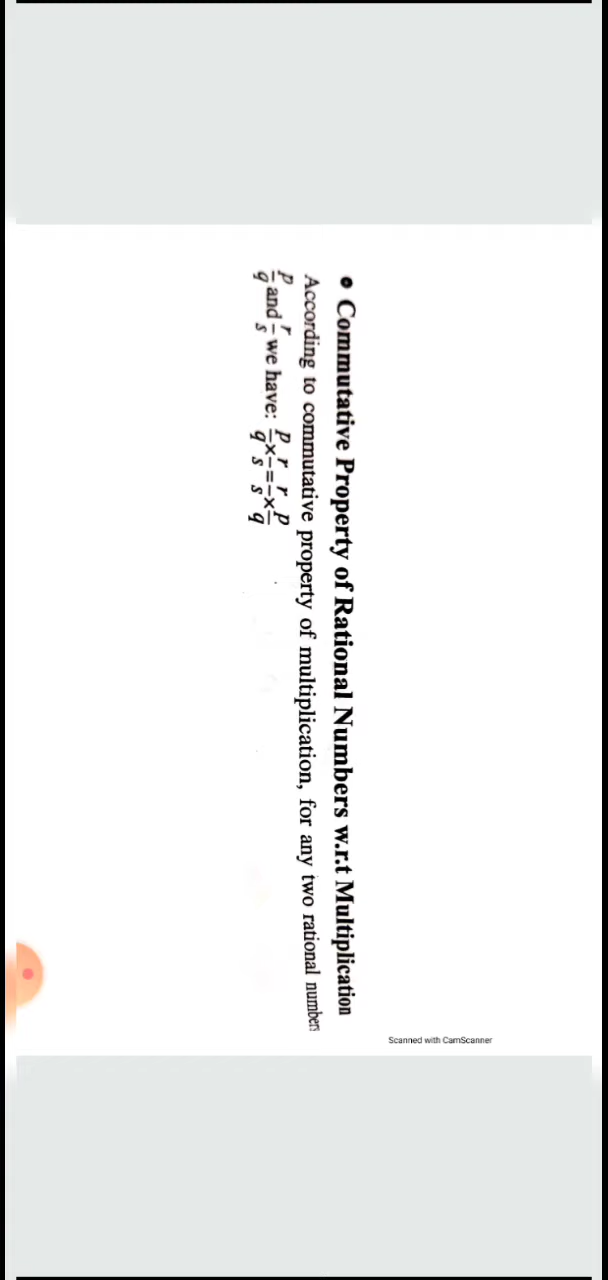 • Commutative Property of Rational Numbers w.r.t Multiplication
According to commutative property of multiplication, for any two rational numbers
p/q and r/s we have: p/q × r/s = r/s × p/q
Scanned with CamScanner